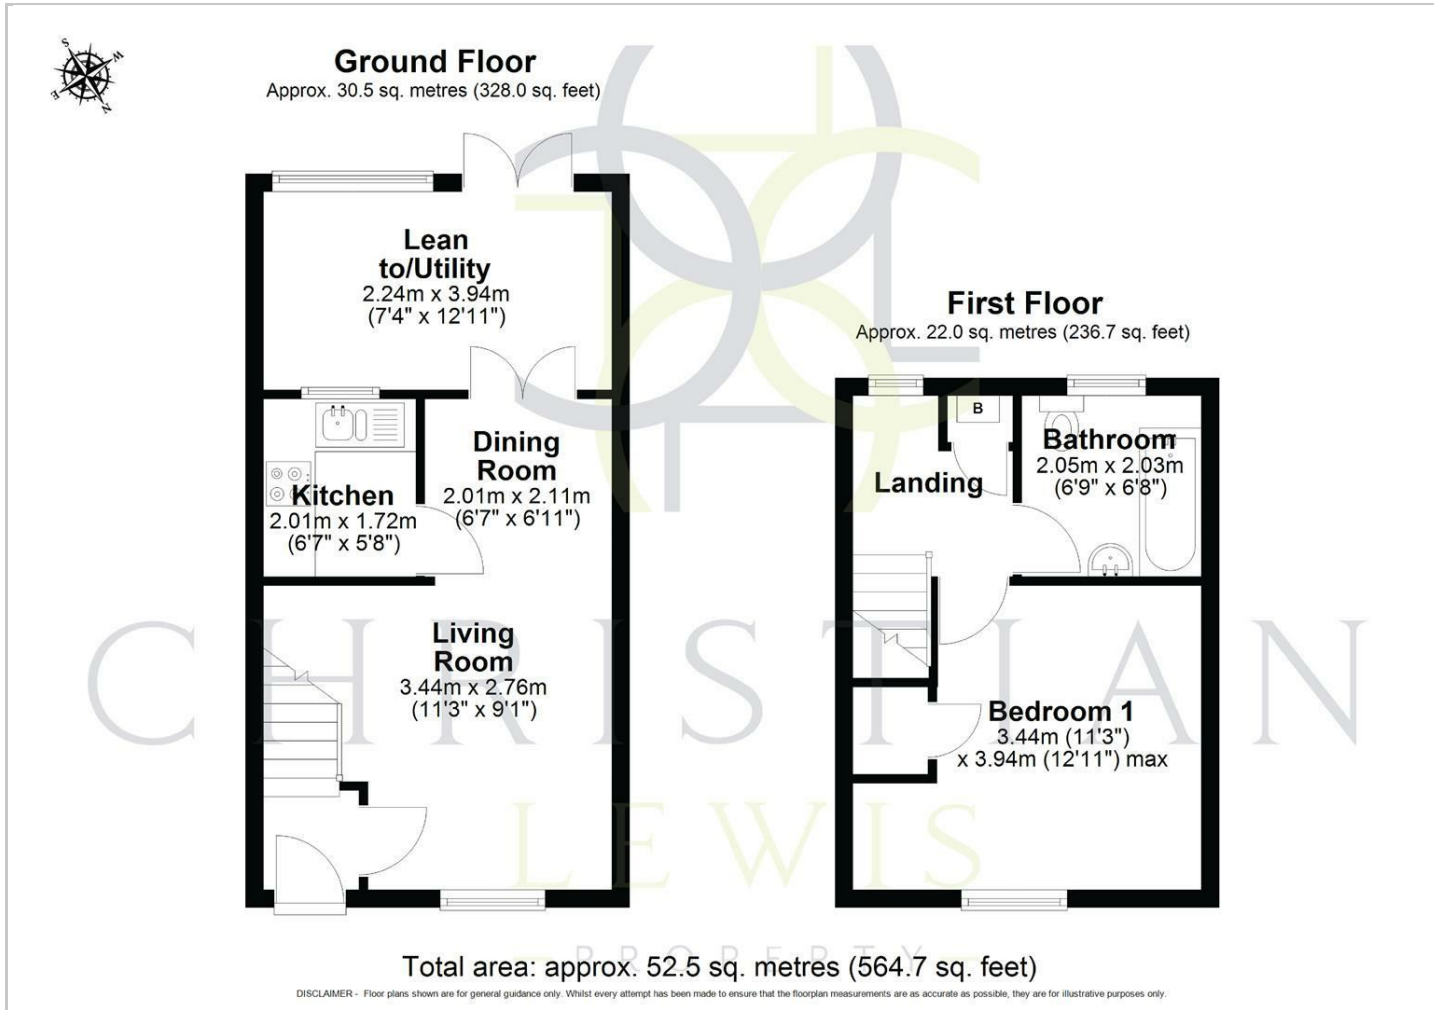 S
W
E
N
Ground Floor
Approx. 30.5 sq. metres (328.0 sq. feet)
Lean
to/Utility
2.24m x 3.94m
(7'4" x 12'11")
Dining
Room
2.01m x 2.11m
(6'7" x 6'11")
Kitchen
2.01m x 1.72m
(6'7" x 5'8")
Living
Room
3.44m x 2.76m
(11'3" x 9'1")
First Floor
Approx. 22.0 sq. metres (236.7 sq. feet)
B
Bathroom
2.05m x 2.03m
(6'9" x 6'8")
Landing
Bedroom 1
3.44m (11'3")
x 3.94m (12'11") max
CHRISTIAN
LEWIS
PROPERTY
Total area: approx. 52.5 sq. metres (564.7 sq. feet)
DISCLAIMER - Floor plans shown are for general guidance only. Whilst every attempt has been made to ensure that the floorplan measurements are as accurate as possible, they are for illustrative purposes only.